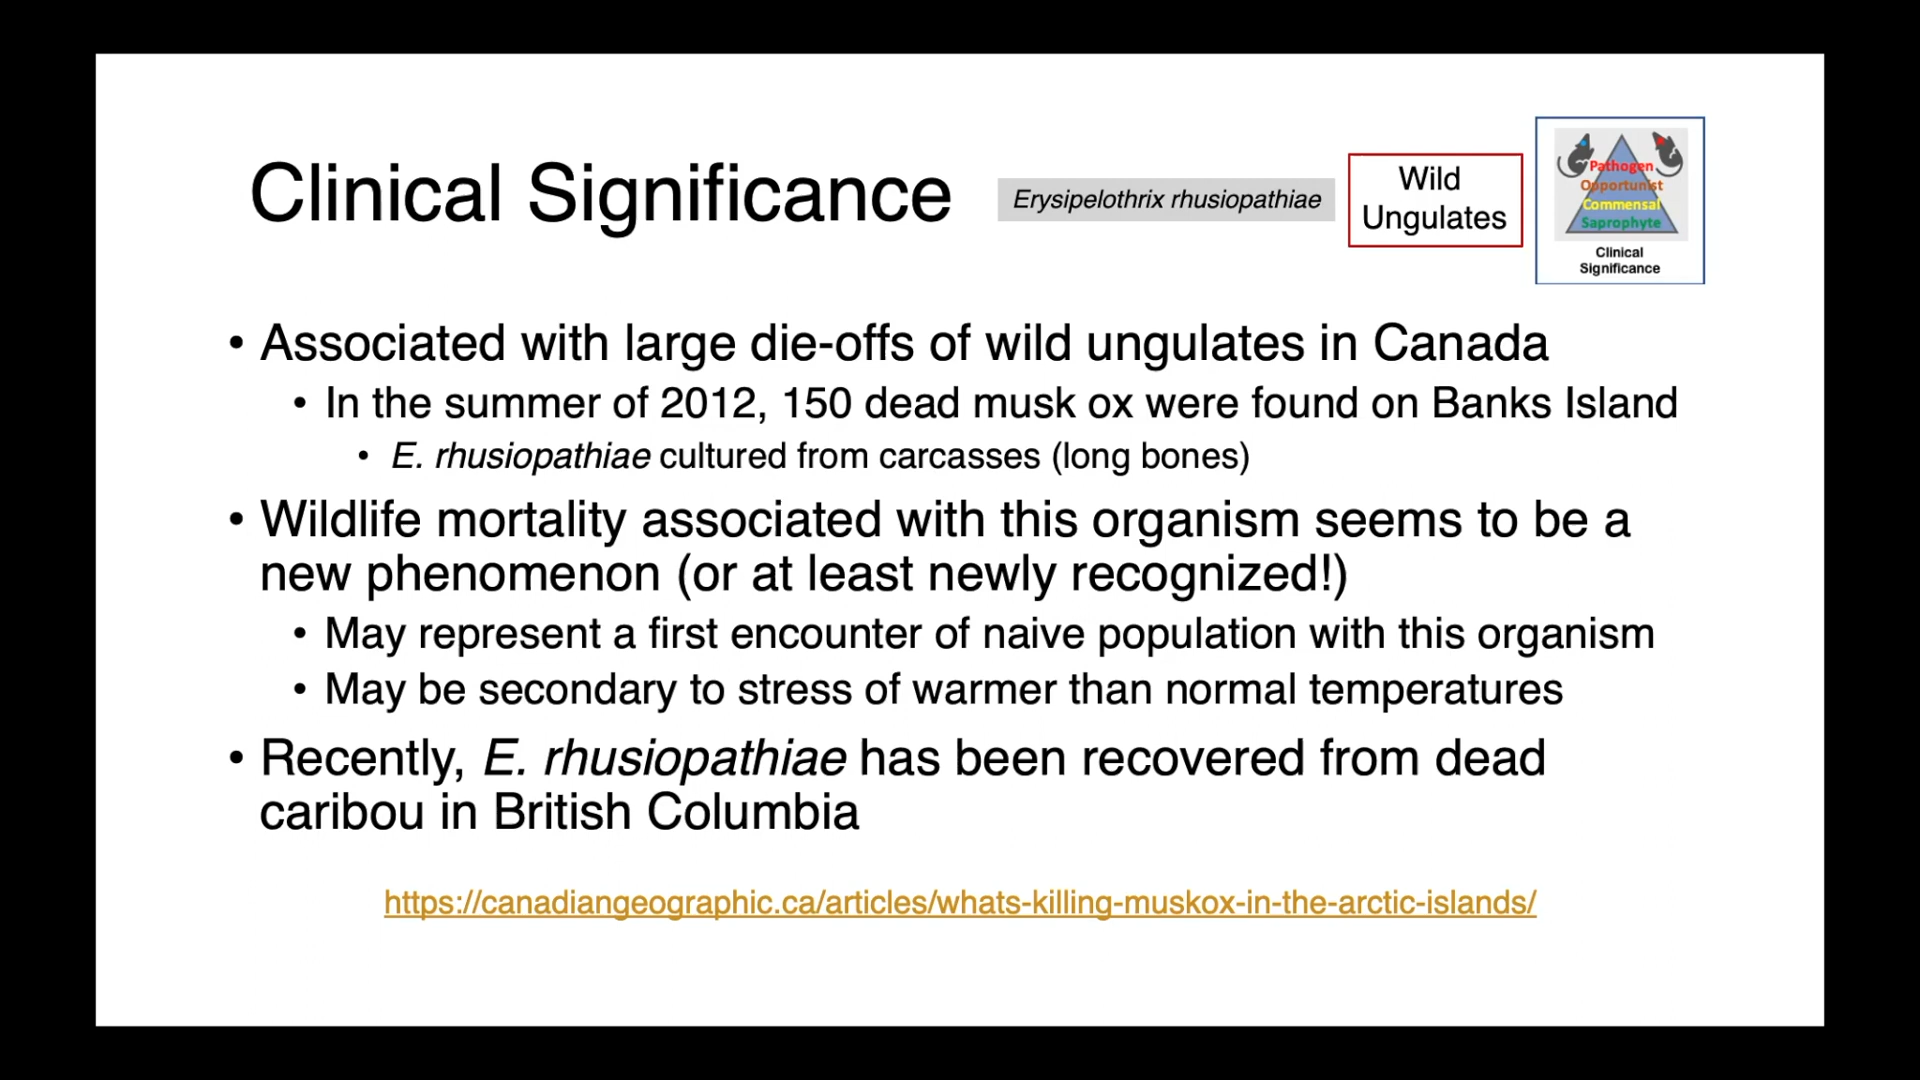 Clinical Significance
Erysipelothrix rhusiopathiae
Wild
Ungulates
Pathogen
Opportunist
Commensal
Saprophyte
Clinical
Significance
• Associated with large die-offs of wild ungulates in Canada
• In the summer of 2012, 150 dead musk ox were found on Banks Island
• E. rhusiopathiae cultured from carcasses (long bones)
• Wildlife mortality associated with this organism seems to be a
new phenomenon (or at least newly recognized!)
• May represent a first encounter of naive population with this organism
• May be secondary to stress of warmer than normal temperatures
• Recently, E. rhusiopathiae has been recovered from dead
caribou in British Columbia
https://canadiangeographic.ca/articles/whats-killing-muskox-in-the-arctic-islands/